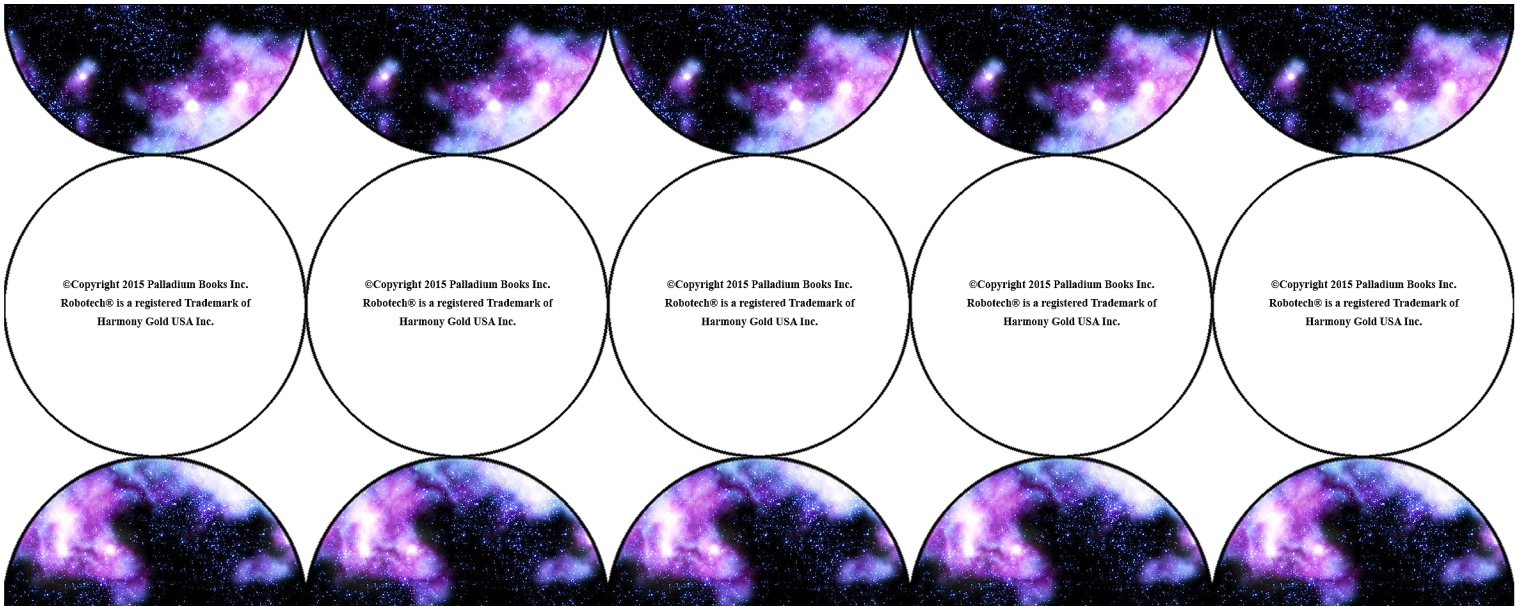 ©Copyright 2015 Palladium Books Inc.
Robotech® is a registered Trademark of
Harmony Gold USA Inc.
©Copyright 2015 Palladium Books Inc.
Robotech® is a registered Trademark of
Harmony Gold USA Inc.
©Copyright 2015 Palladium Books Inc.
Robotech® is a registered Trademark of
Harmony Gold USA Inc.
©Copyright 2015 Palladium Books Inc.
Robotech® is a registered Trademark of
Harmony Gold USA Inc.
©Copyright 2015 Palladium Books Inc.
Robotech® is a registered Trademark of
Harmony Gold USA Inc.